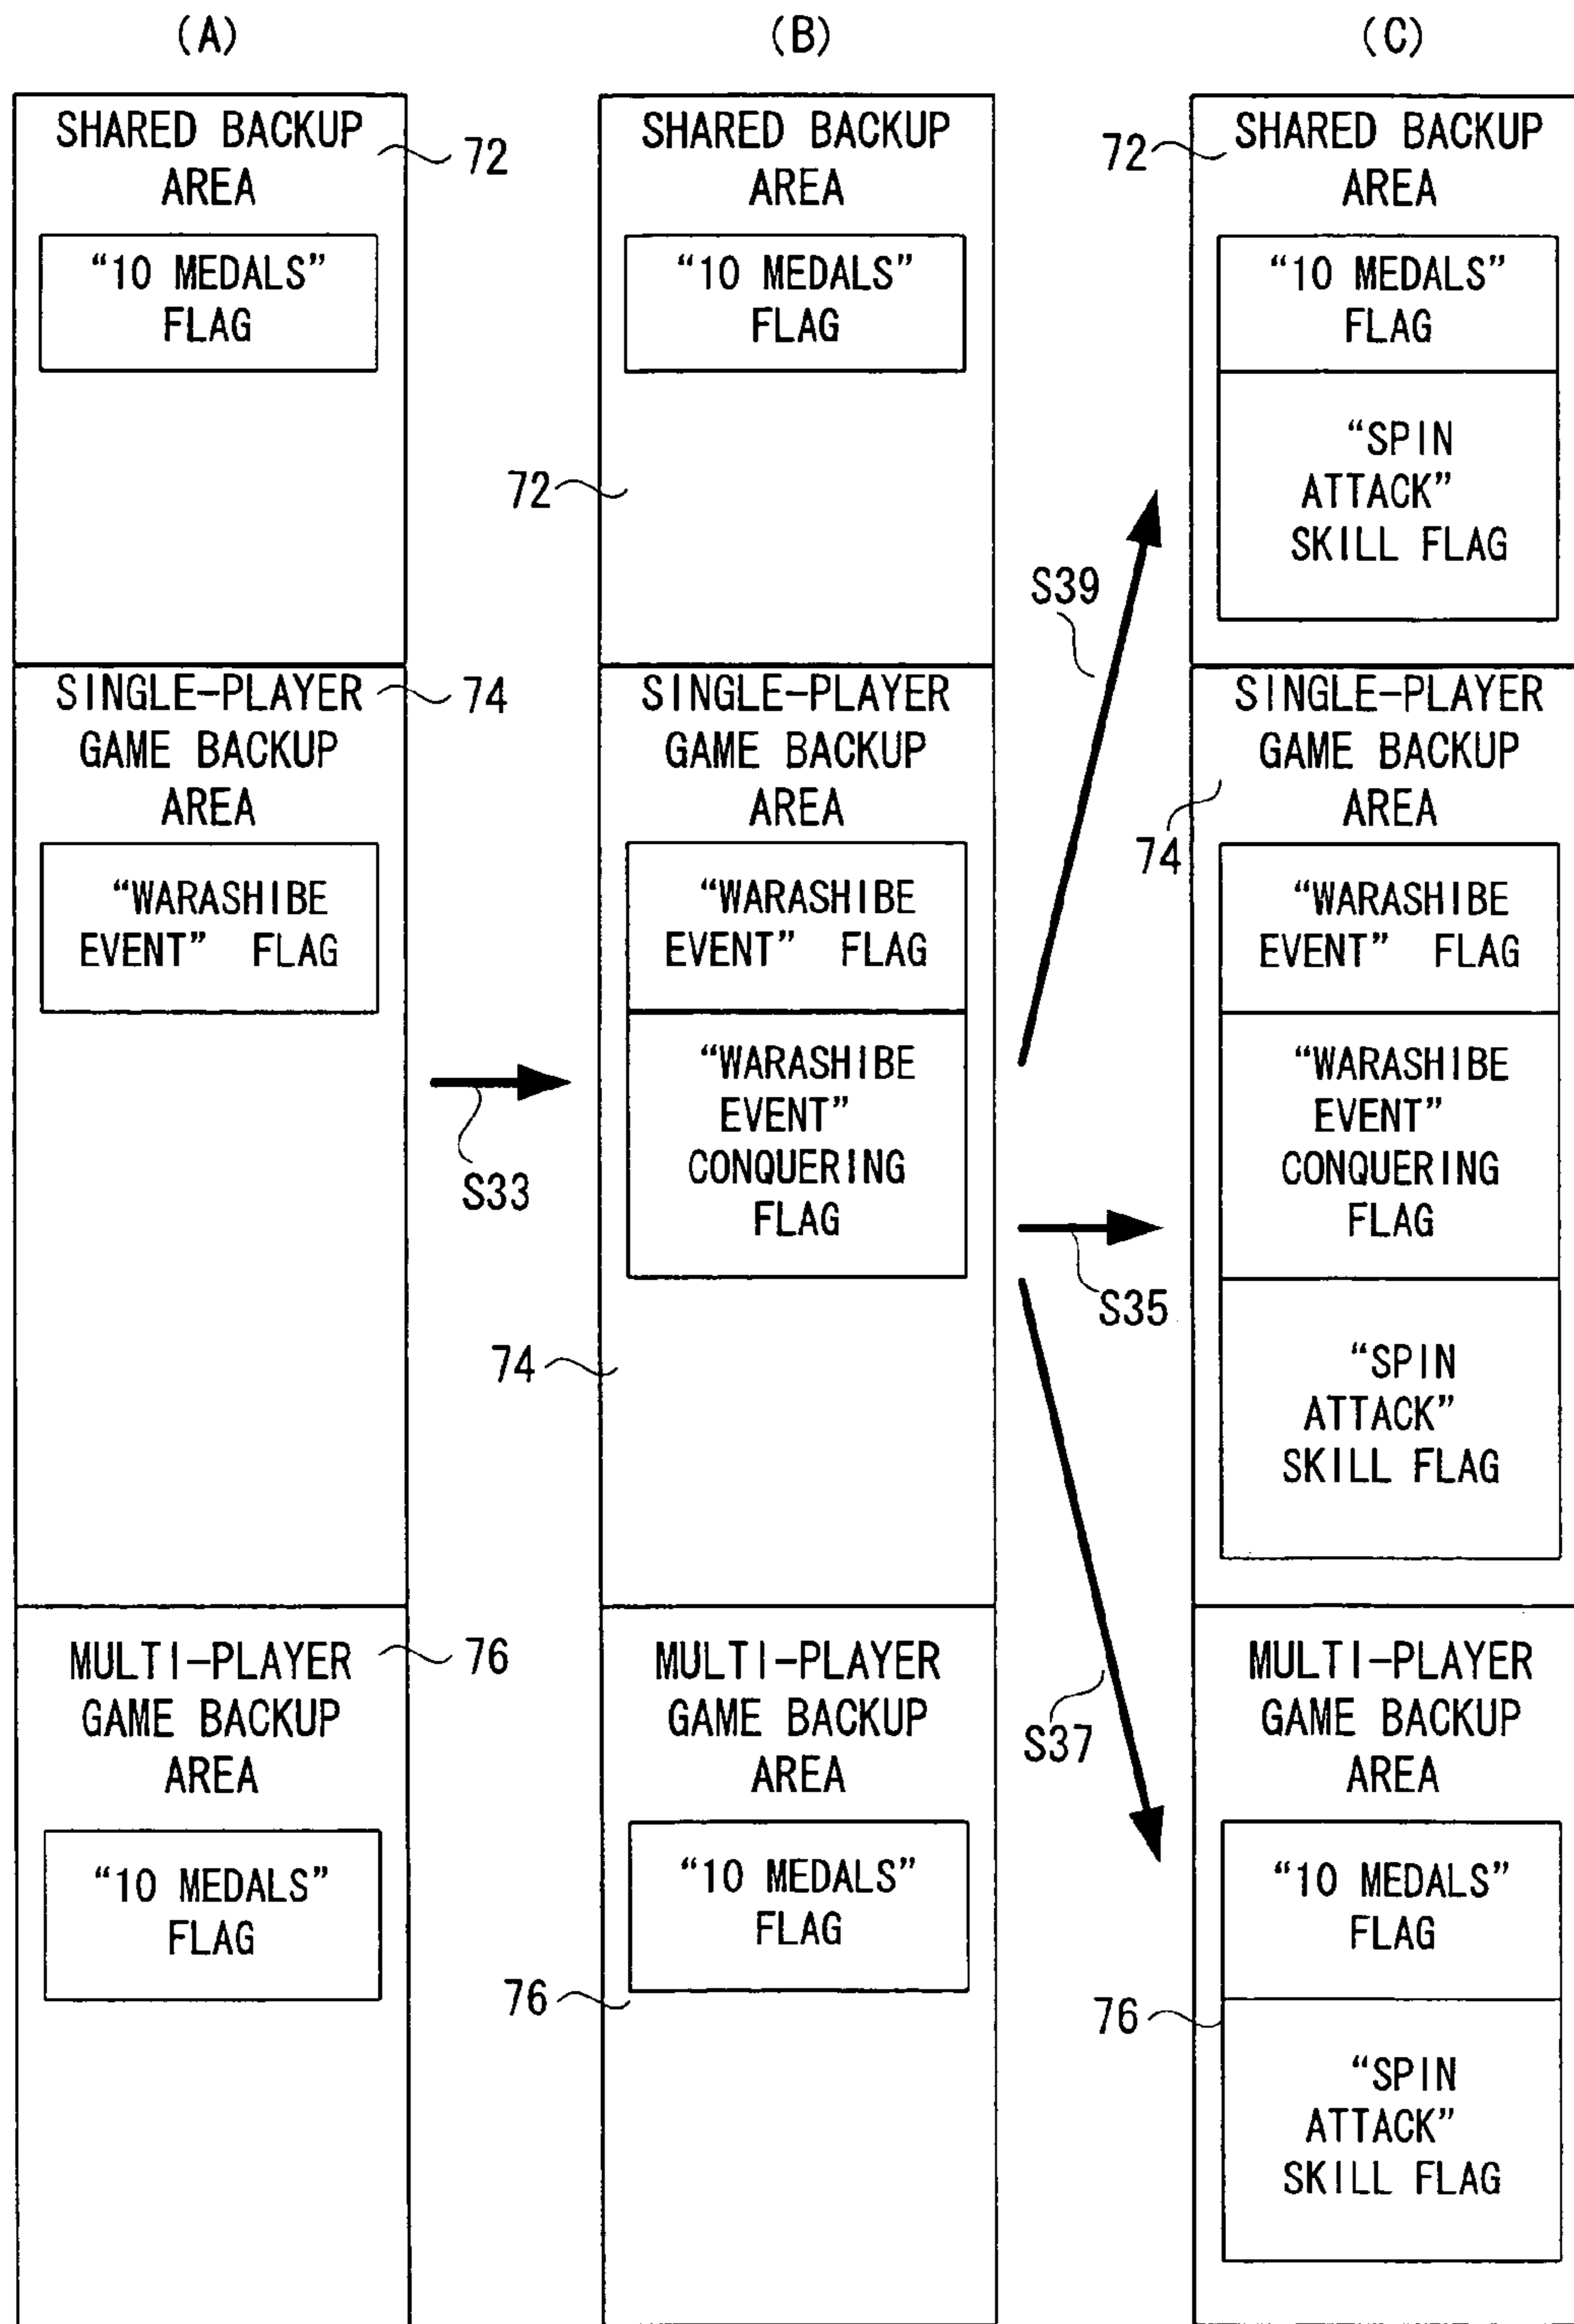 (A)
SHARED BACKUP
AREA
72
“10 MEDALS”
FLAG
SINGLE-PLAYER
74
GAME BACKUP
AREA
“WARASHIBE
EVENT” FLAG
S33
MULTI-PLAYER
76
GAME BACKUP
AREA
“10 MEDALS”
FLAG
(B)
SHARED BACKUP
AREA
“10 MEDALS”
FLAG
72
SINGLE-PLAYER
GAME BACKUP
AREA
“WARASHIBE
EVENT” FLAG
“WARASHIBE
EVENT”
CONQUERING
FLAG
74
MULTI-PLAYER
GAME BACKUP
AREA
“10 MEDALS”
FLAG
76
S39
S35
S37
(C)
72
SHARED BACKUP
AREA
“10 MEDALS”
FLAG
“SPIN
ATTACK”
SKILL FLAG
SINGLE-PLAYER
GAME BACKUP
AREA
74
“WARASHIBE
EVENT” FLAG
“WARASHIBE
EVENT”
CONQUERING
FLAG
“SPIN
ATTACK”
SKILL FLAG
MULTI-PLAYER
GAME BACKUP
AREA
“10 MEDALS”
FLAG
76
“SPIN
ATTACK”
SKILL FLAG